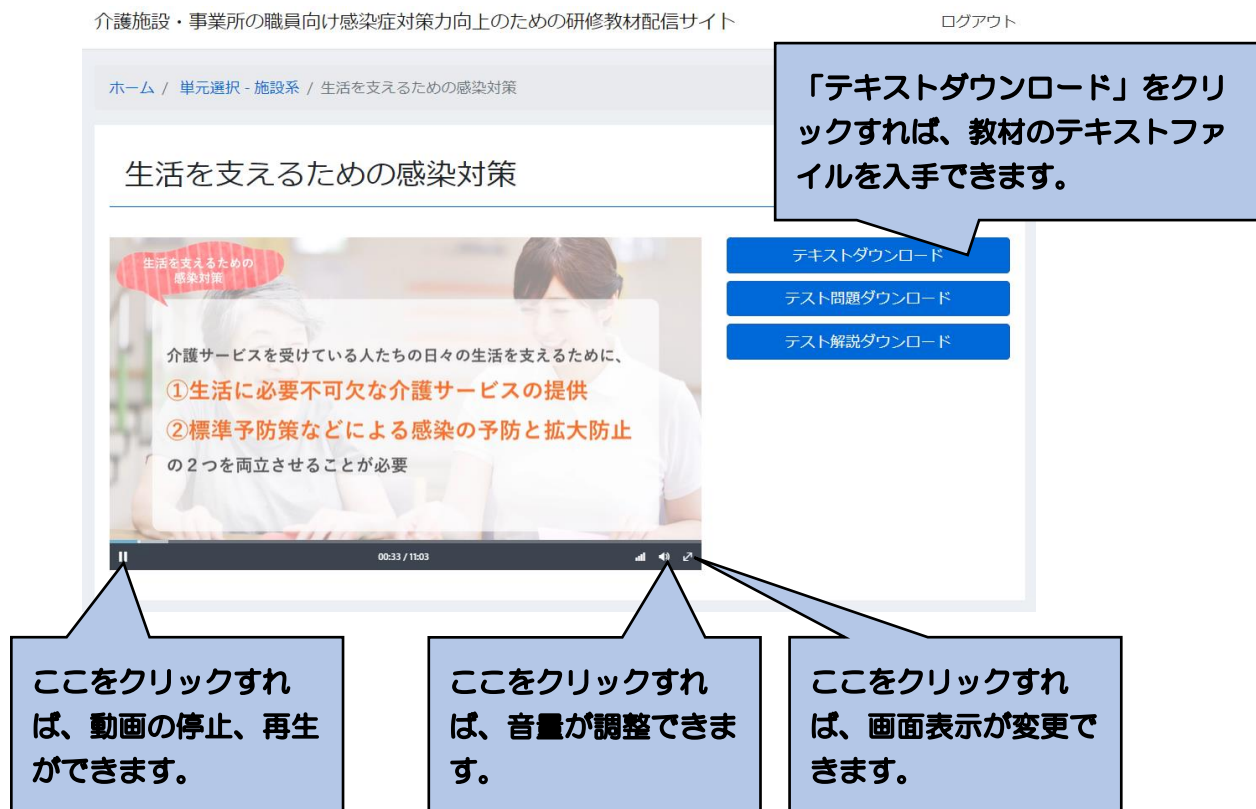 介護施設・事業所の職員向け感染症対策力向上のための研修教材配信サイト
ログアウト
ホーム / 単元選択 - 施設系 / 生活を支えるための感染対策
「テキストダウンロード」をクリ
ックすれば、教材のテキストファ
イルを入手できます。
生活を支えるための感染対策
生活を支えるための
感染対策
介護サービスを受けている人たちの日々の生活を支えるために、
①生活に必要不可欠な介護サービスの提供
②標準予防策などによる感染の予防と拡大防止
の２つを両立させることが必要
00:33 / 11:03
テキストダウンロード
テスト問題ダウンロード
テスト解説ダウンロード
ここをクリックすれ
ば、動画の停止、再生
ができます。
ここをクリックすれ
ば、音量が調整できま
す。
ここをクリックすれ
ば、画面表示が変更で
きます。